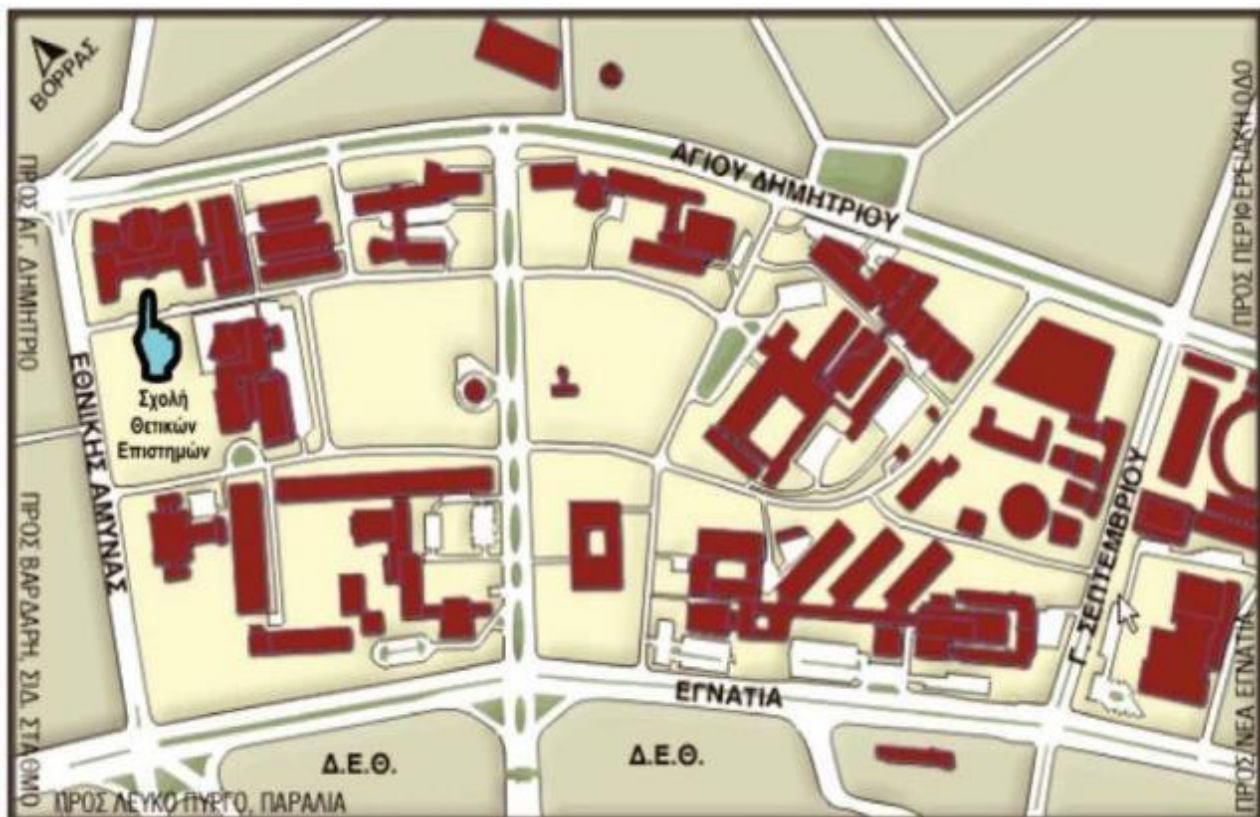 ΒΟΡΡΑΣ
ΑΓΙΟΥ ΔΗΜΗΤΡΙΟΥ
ΠΡΟΣ ΠΕΡΙΦΕΡΕΙΑΚΗ ΟΔΟ
ΠΡΟΣ ΑΓ. ΔΗΜΗΤΡΙΟ
ΕΘΝΙΚΗΣ ΑΜΥΝΑΣ
Σχολή
Θετικών
Επιστημών
ΠΡΟΣ ΒΑΡΔΑΡΗ, ΣΙΔ. ΣΤΑΘΜΟ
Γ. ΣΕΠΤΕΜΒΡΙΟΥ
ΕΓΝΑΤΙΑ
ΠΡΟΣ ΝΕΑ ΕΓΝΑΤΙΑ
Δ.Ε.Θ.
Δ.Ε.Θ.
ΠΡΟΣ ΛΕΥΚΟ ΠΥΡΓΟ, ΠΑΡΑΛΙΑ